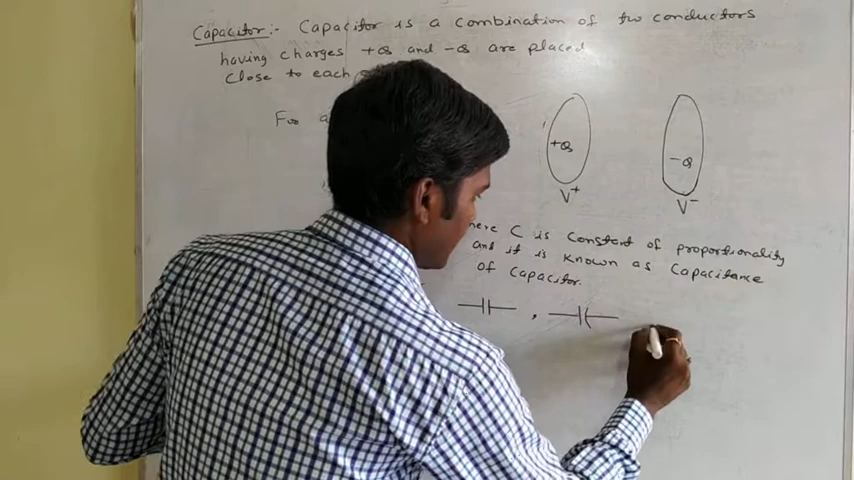 Capacitor:- Capacitor is a combination of two conductors
having charges +Q and -Q are placed
close to each
For a
+Q
-Q
V+
V-
C is constant of proportionality
and it is known as capacitance
of capacitor.
,